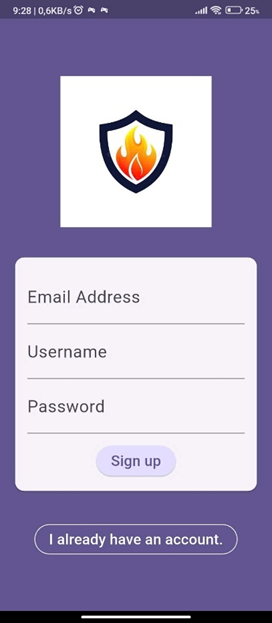 9:28 | 0,6KB/s 25%
Email Address
Username
Password
Sign up
I already have an account.